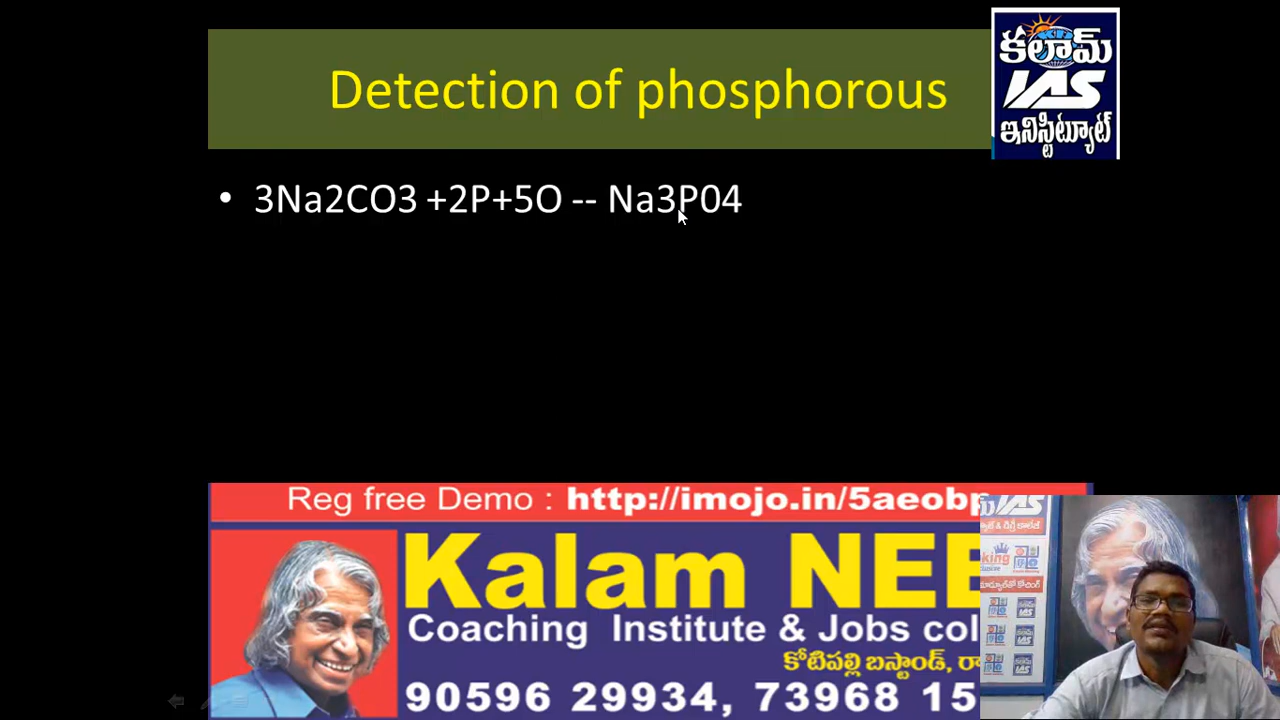 Detection of phosphorous
కలామ్
IAS
ఇనిస్టిట్యూట్
• 3Na2CO3 +2P+5O -- Na3P04
Reg free Demo : http://imojo.in/5aeobp
Kalam NEE
Coaching Institute & Jobs col
కోటిపల్లి బస్టాండ్, రా
90596 29934, 73968 15
IAS